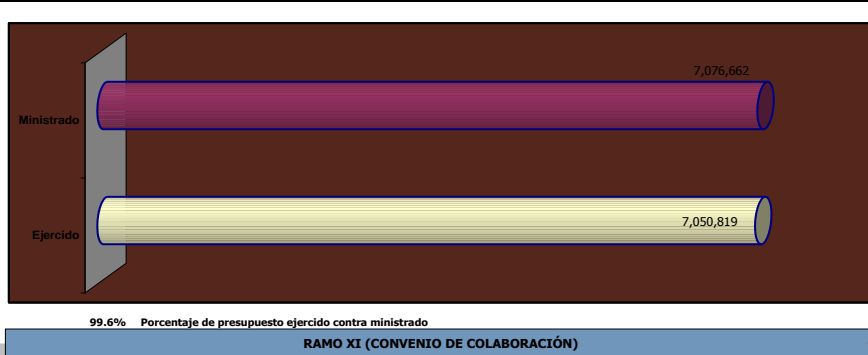 7,076,662
Ministrado
7,050,819
Ejercido
99.6% Porcentaje de presupuesto ejercido contra ministrado
RAMO XI (CONVENIO DE COLABORACIÓN)